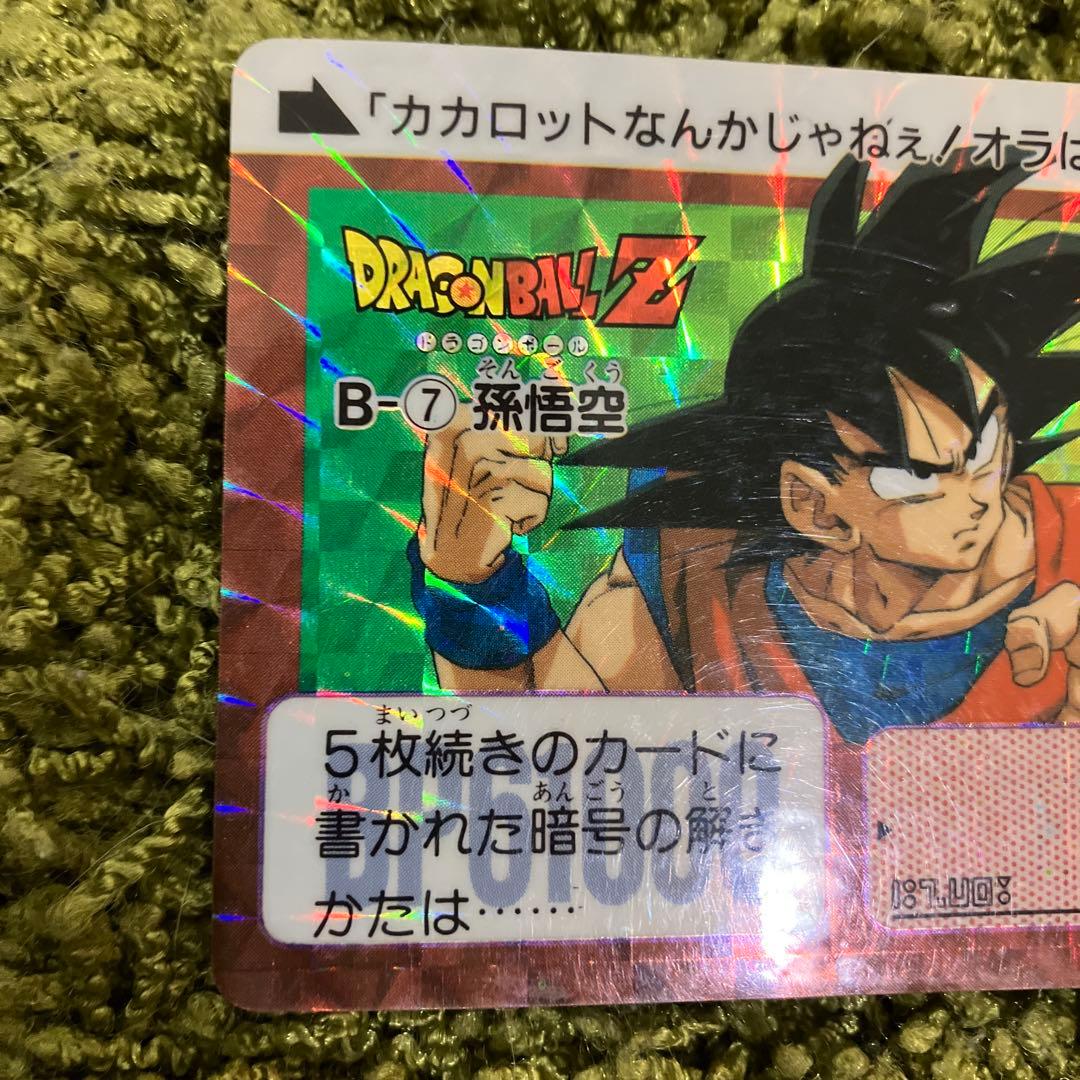 「カカロットなんかじゃねぇ!オラは
DRAGON BALL Z
ドラゴンボール
そんごくう
B-⑦ 孫悟空
まいつづ
5枚続きのカードに
か あんごう と
書かれた暗号の解き
かたは……